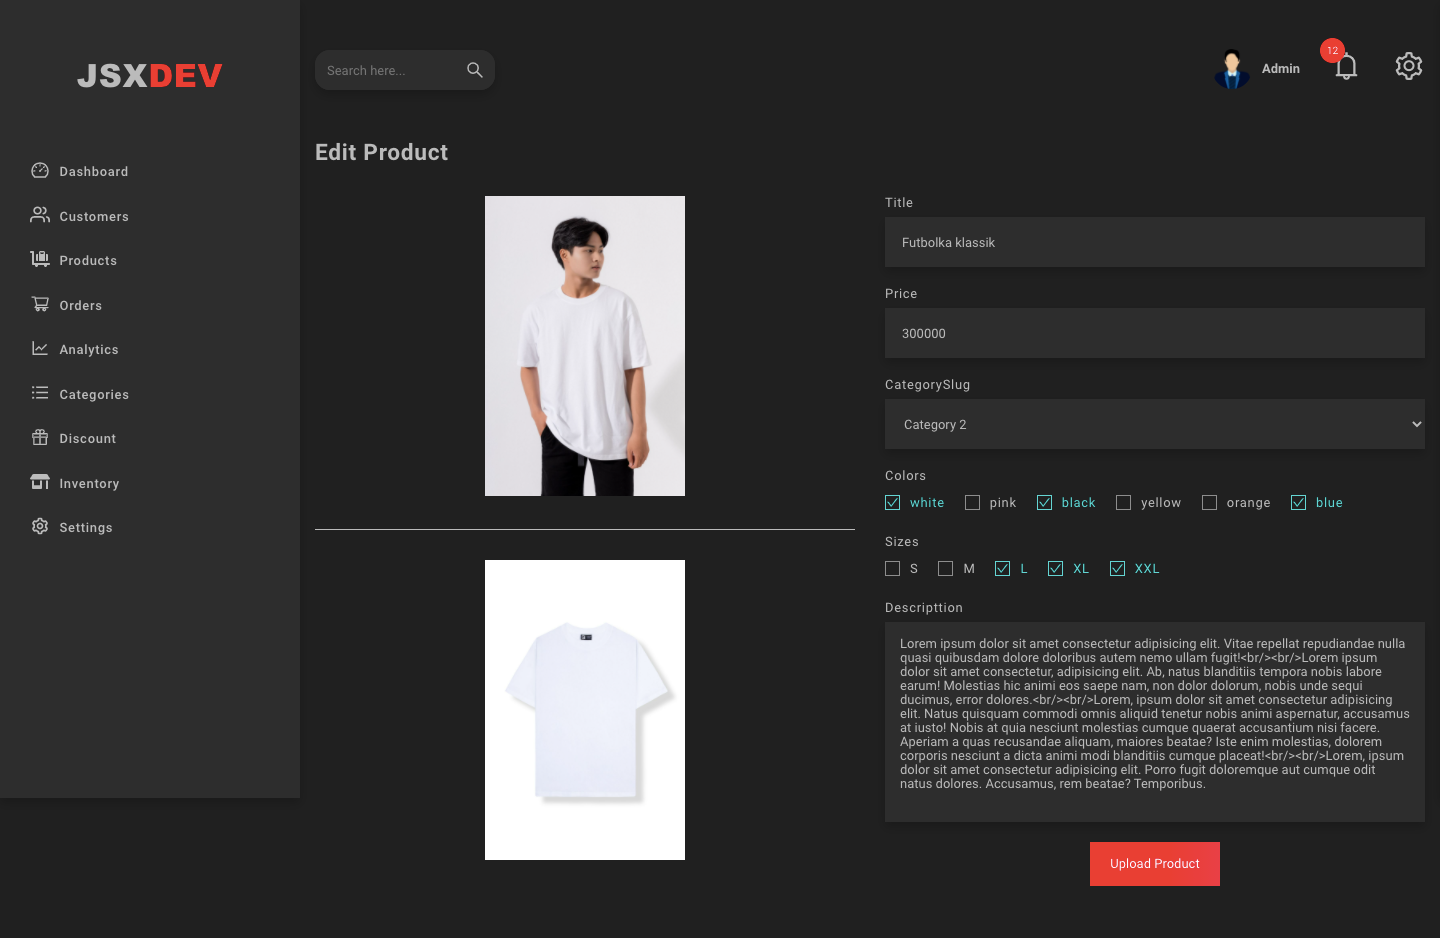 JSXDEV
Search here...
Admin
12
Dashboard
Customers
Products
Orders
Analytics
Categories
Discount
Inventory
Settings
Edit Product
Title
Futbolka klassik
Price
300000
CategorySlug
Category 2
Colors
white pink black yellow orange blue
Sizes
S M L XL XXL
Descripttion
Lorem ipsum dolor sit amet consectetur adipisicing elit. Vitae repellat repudiandae nulla
quasi quibusdam dolore doloribus autem nemo ullam fugit!<br/><br/>Lorem ipsum
dolor sit amet consectetur, adipisicing elit. Ab, natus blanditiis tempora nobis labore
earum! Molestias hic animi eos saepe nam, non dolor dolorum, nobis unde sequi
ducimus, error dolores.<br/><br/>Lorem, ipsum dolor sit amet consectetur adipisicing
elit. Natus quisquam commodi omnis aliquid tenetur nobis animi aspernatur, accusamus
at iusto! Nobis at quia nesciunt molestias cumque quaerat accusantium nisi facere.
Aperiam a quas recusandae aliquam, maiores beatae? Iste enim molestias, dolorem
corporis nesciunt a dicta animi modi blanditiis cumque placeat!<br/><br/>Lorem, ipsum
dolor sit amet consectetur adipisicing elit. Porro fugit doloremque aut cumque odit
natus dolores. Accusamus, rem beatae? Temporibus.
Upload Product